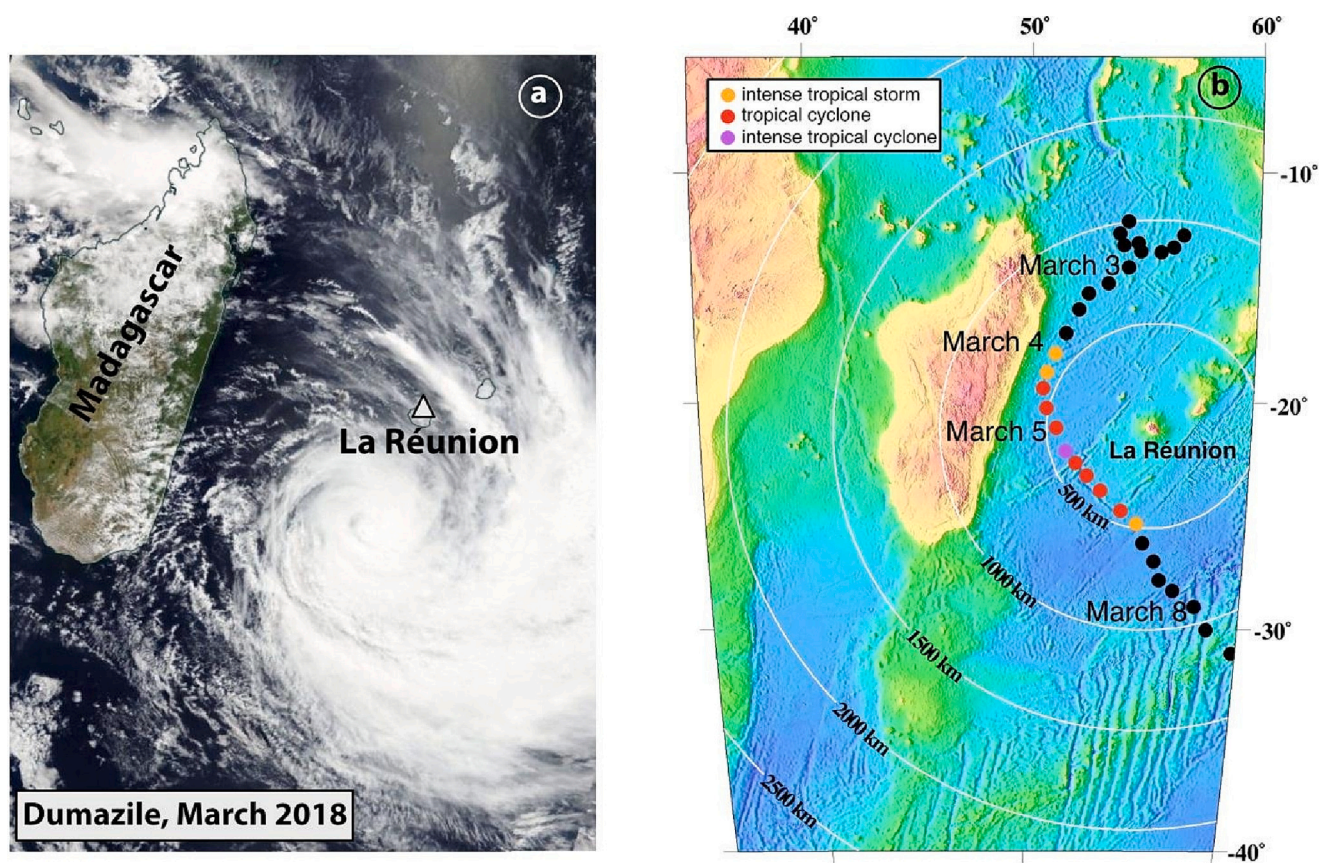 a
Madagascar
La Réunion
Dumazile, March 2018
40°
50°
60°
b
intense tropical storm
tropical cyclone
intense tropical cyclone
-10°
March 3
March 4
-20°
March 5
La Réunion
500 km
1000 km
March 8
-30°
1500 km
2000 km
2500 km
-40°